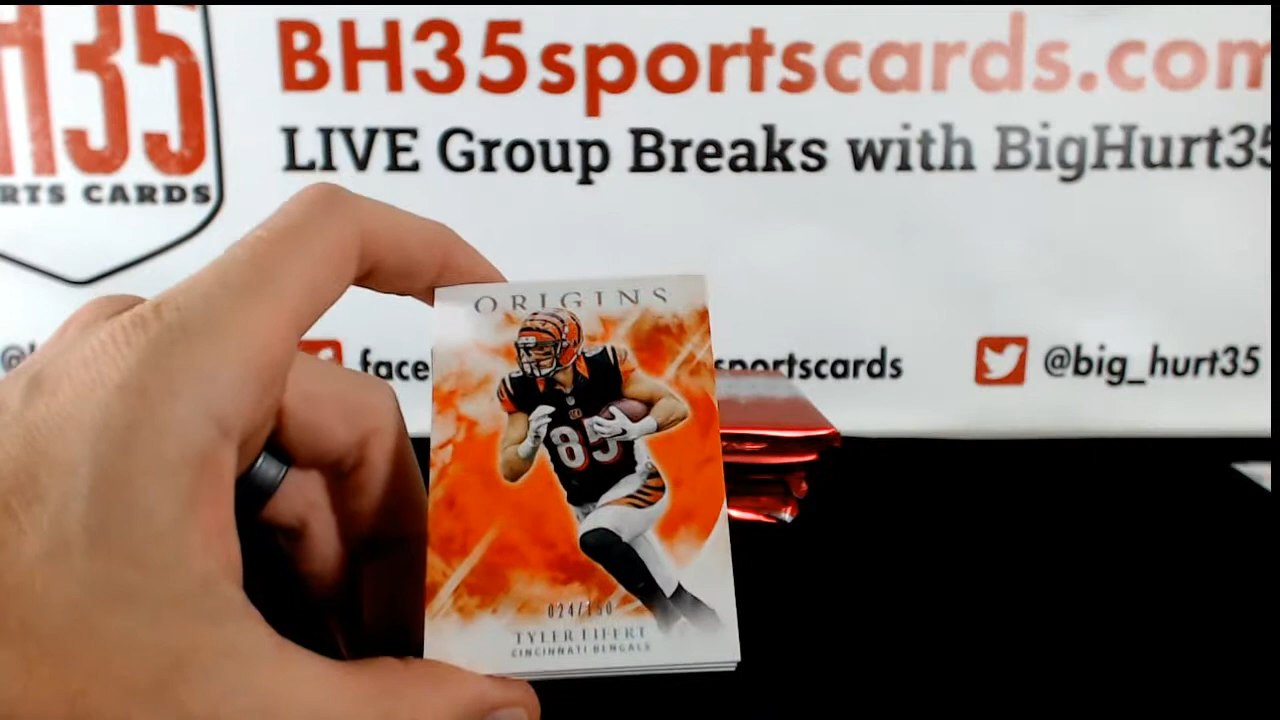 H35
RTS CARDS
BH35sportscards.com
LIVE Group Breaks with BigHurt35
face
sportscards
@big_hurt35
ORIGINS
85
024/150
TYLER EIFERT
CINCINNATI BENGALS